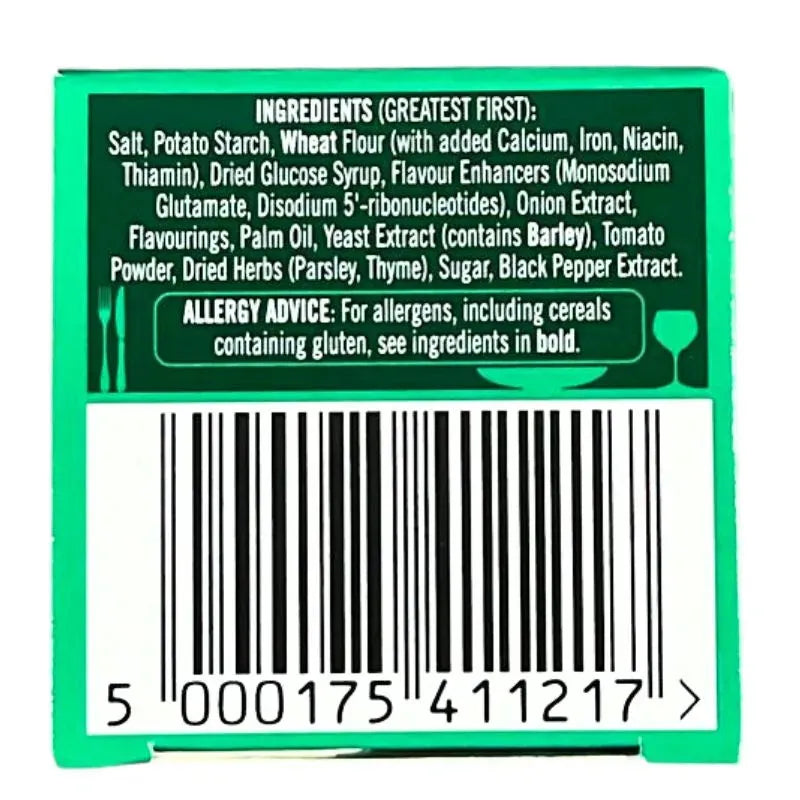 INGREDIENTS (GREATEST FIRST):
Salt, Potato Starch, Wheat Flour (with added Calcium, Iron, Niacin,
Thiamin), Dried Glucose Syrup, Flavour Enhancers (Monosodium
Glutamate, Disodium 5'-ribonucleotides), Onion Extract,
Flavourings, Palm Oil, Yeast Extract (contains Barley), Tomato
Powder, Dried Herbs (Parsley, Thyme), Sugar, Black Pepper Extract.
ALLERGY ADVICE: For allergens, including cereals
containing gluten, see ingredients in bold.
5 000175 411217 >